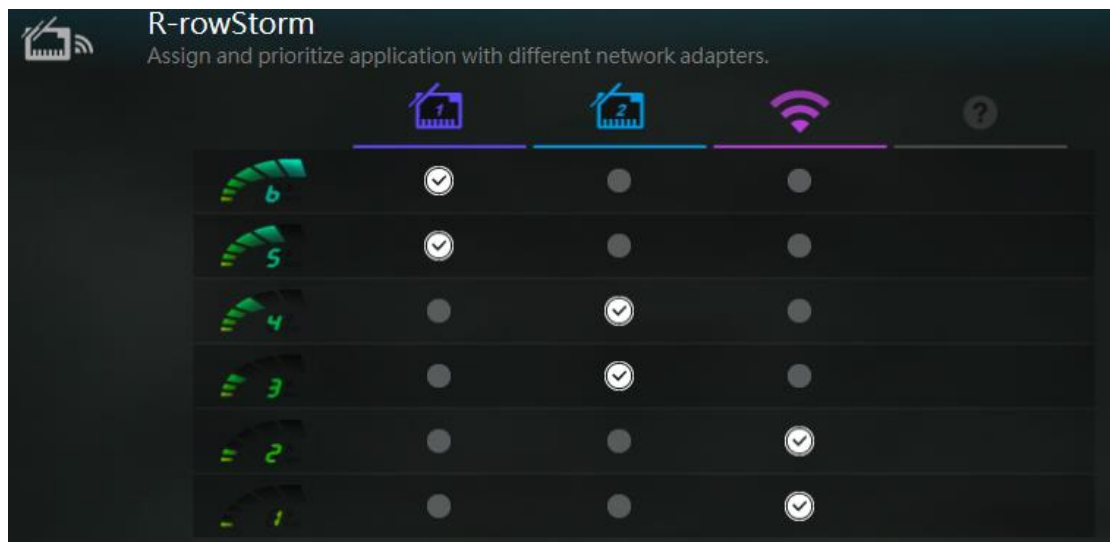 R-rowStorm
Assign and prioritize application with different network adapters.
1 2 ?
6
5
4
3
2
1